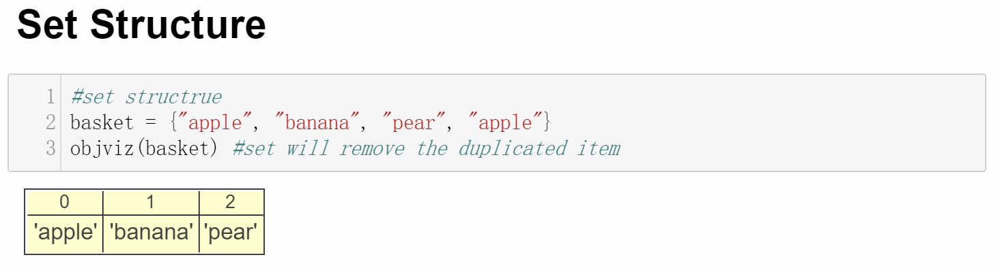 Set Structure
1 #set structrue
2 basket = {"apple", "banana", "pear", "apple"}
3 objviz(basket) #set will remove the duplicated item
0 1 2
'apple' 'banana' 'pear'